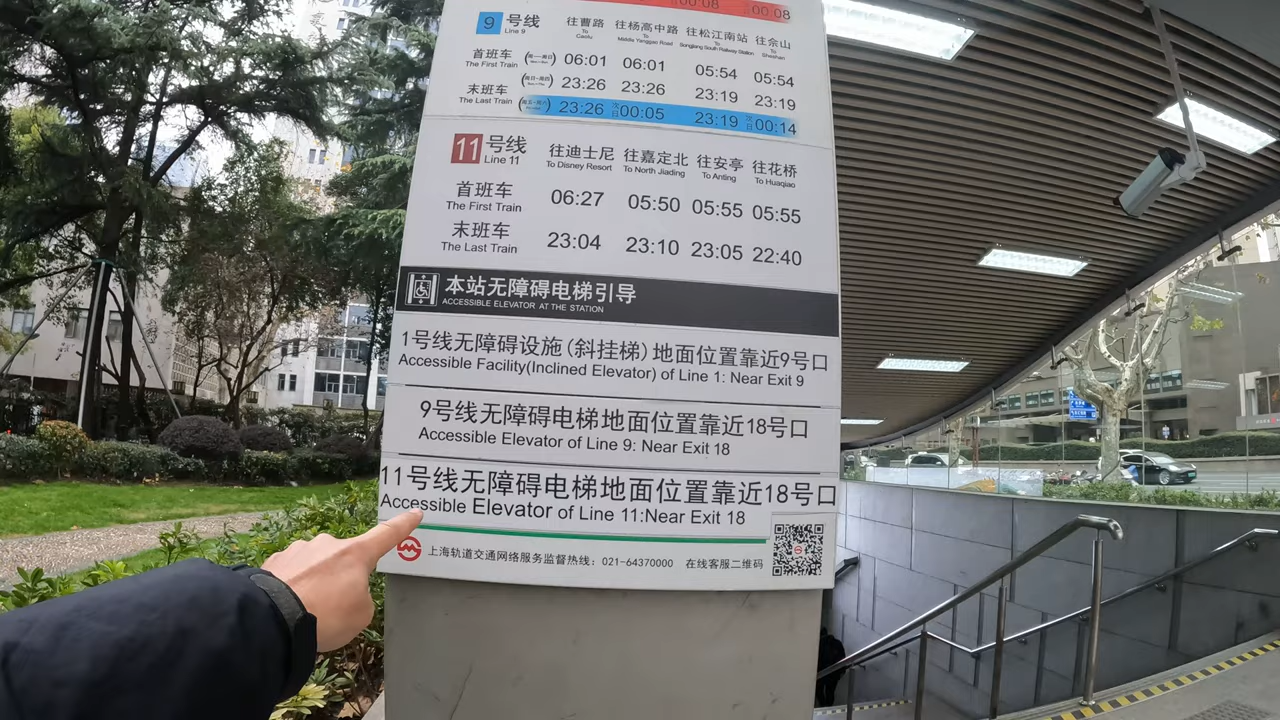 00:08 00:08
9 号线 往曹路 往杨高中路 往松江南站 往佘山
Line 9 To Caolu To Middle Yanggao Road To Songjiang South Railway Station To Sheshan
首班车 06:01 06:01 05:54 05:54
The First Train
末班车 23:26 23:26 23:19 23:19
The Last Train 23:26 次日00:05 23:19 次日00:14
11 号线 往迪士尼 往嘉定北 往安亭 往花桥
Line 11 To Disney Resort To North Jiading To Anting To Huaqiao
首班车 06:27 05:50 05:55 05:55
The First Train
末班车 23:04 23:10 23:05 22:40
The Last Train
本站无障碍电梯引导
ACCESSIBLE ELEVATOR AT THE STATION
1号线无障碍设施(斜挂梯)地面位置靠近9号口
Accessible Facility(Inclined Elevator) of Line 1: Near Exit 9
9号线无障碍电梯地面位置靠近18号口
Accessible Elevator of Line 9: Near Exit 18
11号线无障碍电梯地面位置靠近18号口
Accessible Elevator of Line 11:Near Exit 18
上海轨道交通网络服务监督热线：021-64370000 在线客服二维码